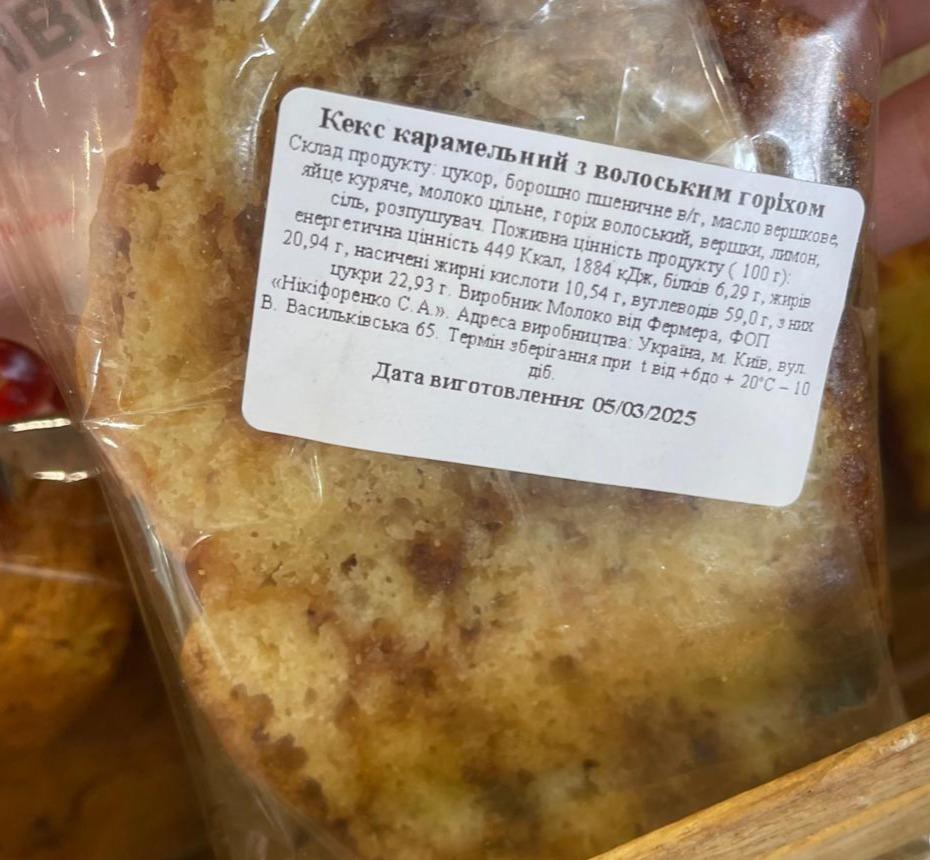 Кекс карамельний з волоським горіхом
Склад продукту: цукор, борошно пшеничне в/г, масло вершкове,
яйце куряче, молоко цільне, горіх волоський, вершки, лимон,
сіль, розпушувач. Поживна цінність продукту ( 100 г):
енергетична цінність 449 Ккал, 1884 кДж, білків 6,29 г, жирів
20,94 г, насичені жирні кислоти 10,54 г, вуглеводів 59,0 г, з них
цукри 22,93 г. Виробник Молоко від Фермера, ФОП
«Нікіфоренко С.А.». Адреса виробництва: Україна, м. Київ, вул.
В. Васильківська 65. Термін зберігання при t від +6до + 20°С – 10
діб.
Дата виготовлення: 05/03/2025